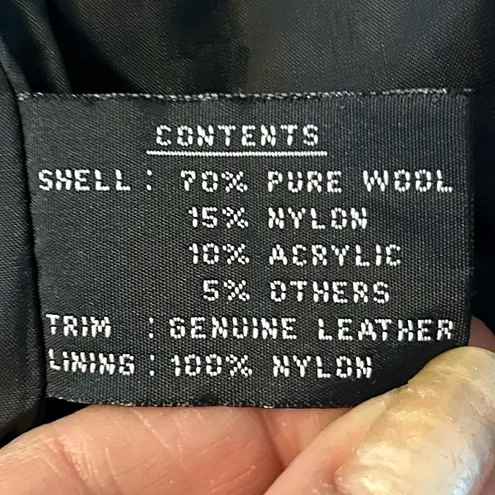 CONTENTS
SHELL : 70% PURE WOOL
15% NYLON
10% ACRYLIC
5% OTHERS
TRIM : GENUINE LEATHER
LINING : 100% NYLON